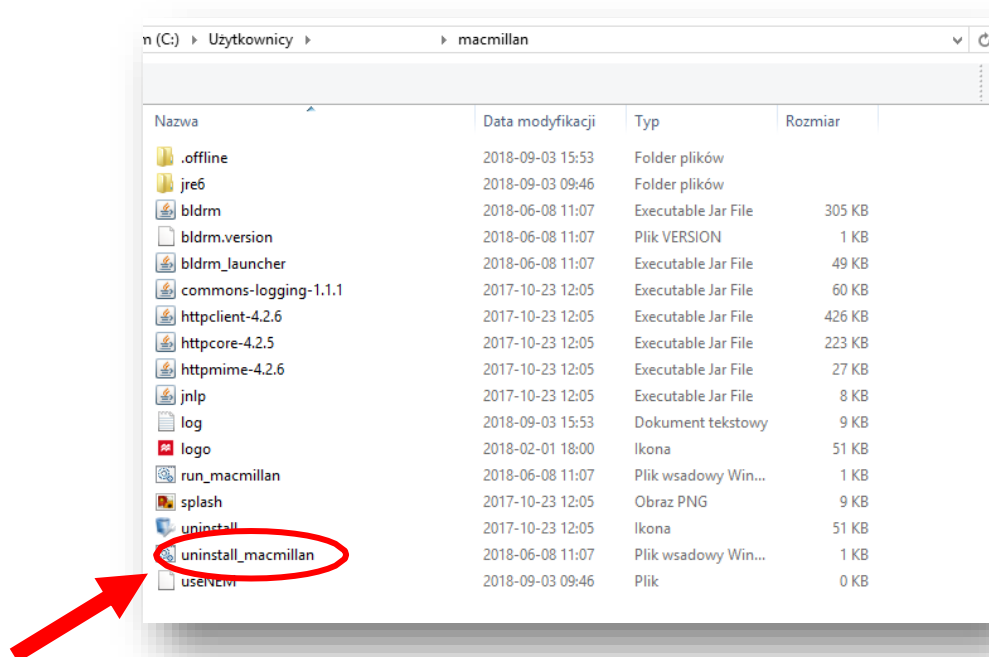 m (C:) Użytkownicy macmillan
Nazwa Data modyfikacji Typ Rozmiar
.offline 2018-09-03 15:53 Folder plików
jre6 2018-09-03 09:46 Folder plików
bldrm 2018-06-08 11:07 Executable Jar File 305 KB
bldrm.version 2018-06-08 11:07 Plik VERSION 1 KB
bldrm_launcher 2018-06-08 11:07 Executable Jar File 49 KB
commons-logging-1.1.1 2017-10-23 12:05 Executable Jar File 60 KB
httpclient-4.2.6 2017-10-23 12:05 Executable Jar File 426 KB
httpcore-4.2.5 2017-10-23 12:05 Executable Jar File 223 KB
httpmime-4.2.6 2017-10-23 12:05 Executable Jar File 27 KB
jnlp 2017-10-23 12:05 Executable Jar File 8 KB
log 2018-09-03 15:53 Dokument tekstowy 9 KB
logo 2018-02-01 18:00 Ikona 51 KB
run_macmillan 2018-06-08 11:07 Plik wsadowy Win... 1 KB
splash 2017-10-23 12:05 Obraz PNG 9 KB
uninstall 2017-10-23 12:05 Ikona 51 KB
uninstall_macmillan 2018-06-08 11:07 Plik wsadowy Win... 1 KB
useNEM 2018-09-03 09:46 Plik 0 KB